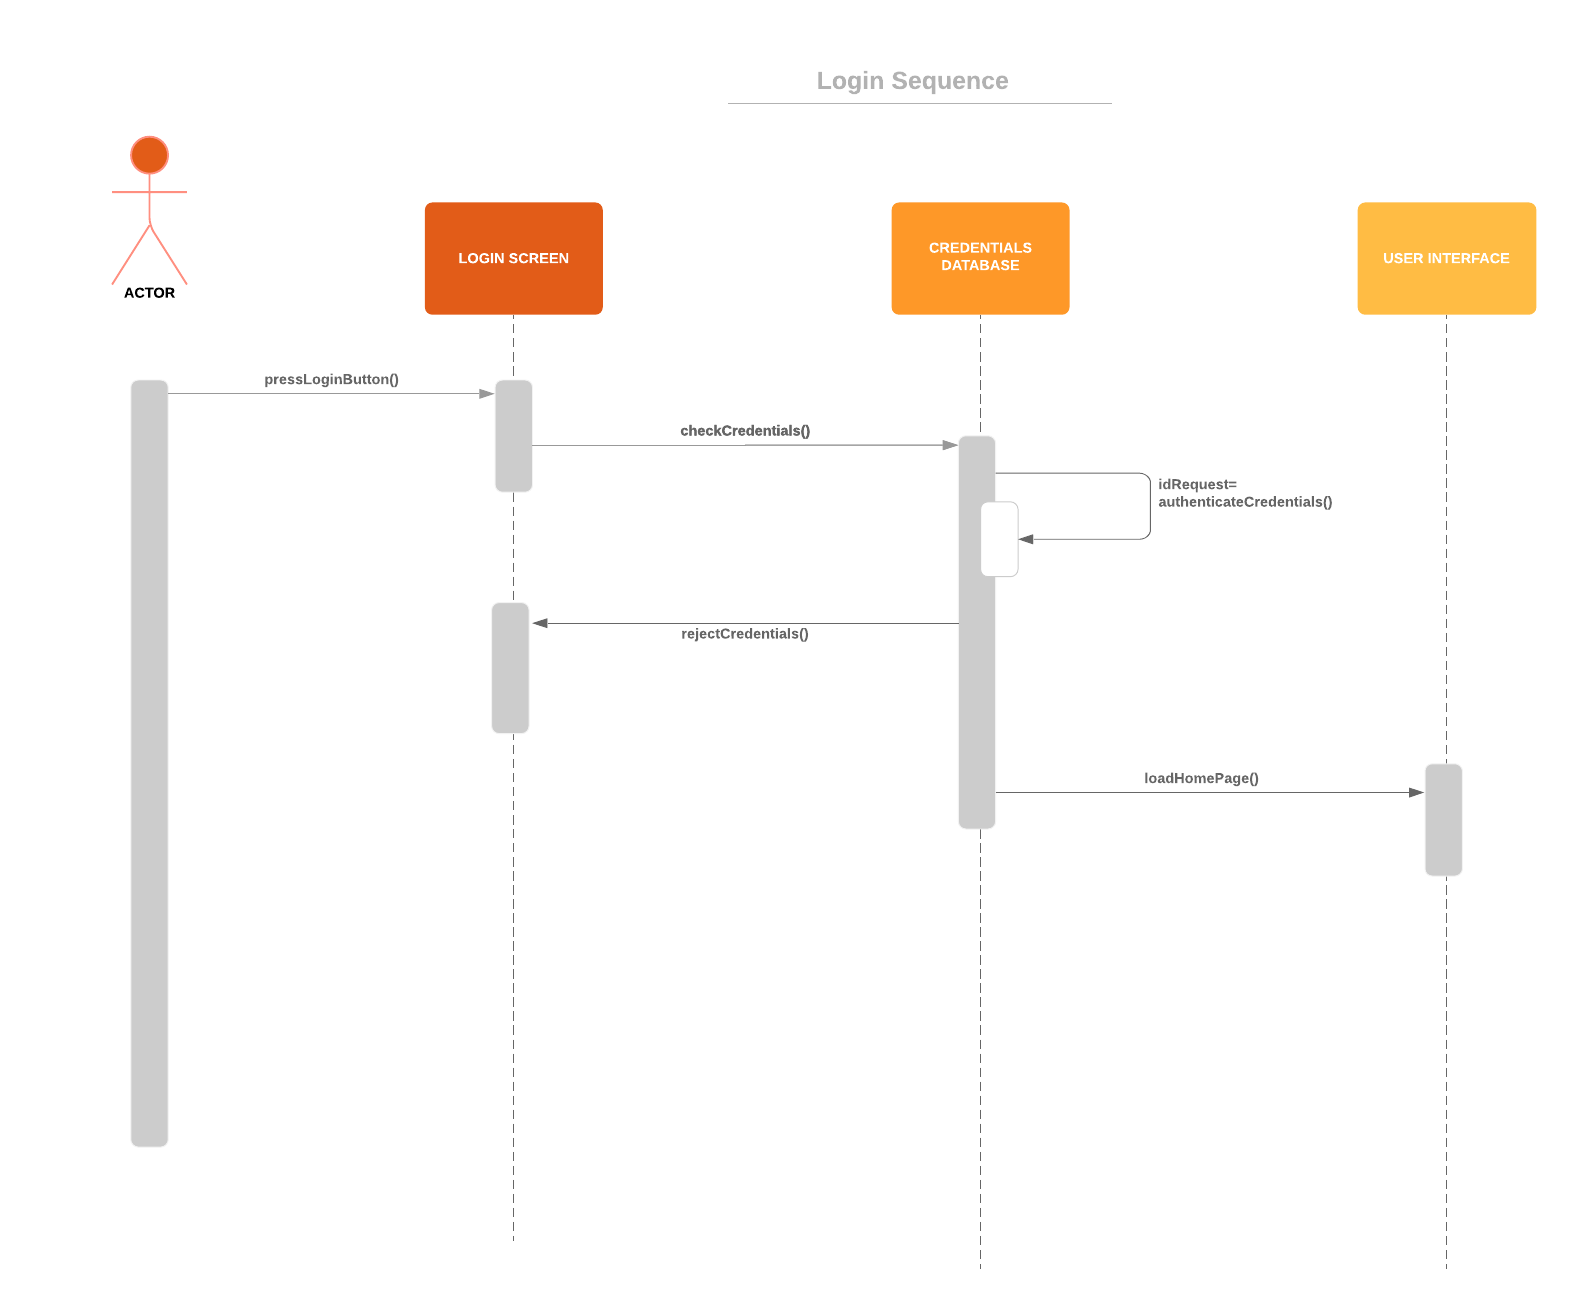 Login Sequence
ACTOR
LOGIN SCREEN
CREDENTIALS
DATABASE
USER INTERFACE
pressLoginButton()
checkCredentials()
idRequest=
authenticateCredentials()
rejectCredentials()
loadHomePage()